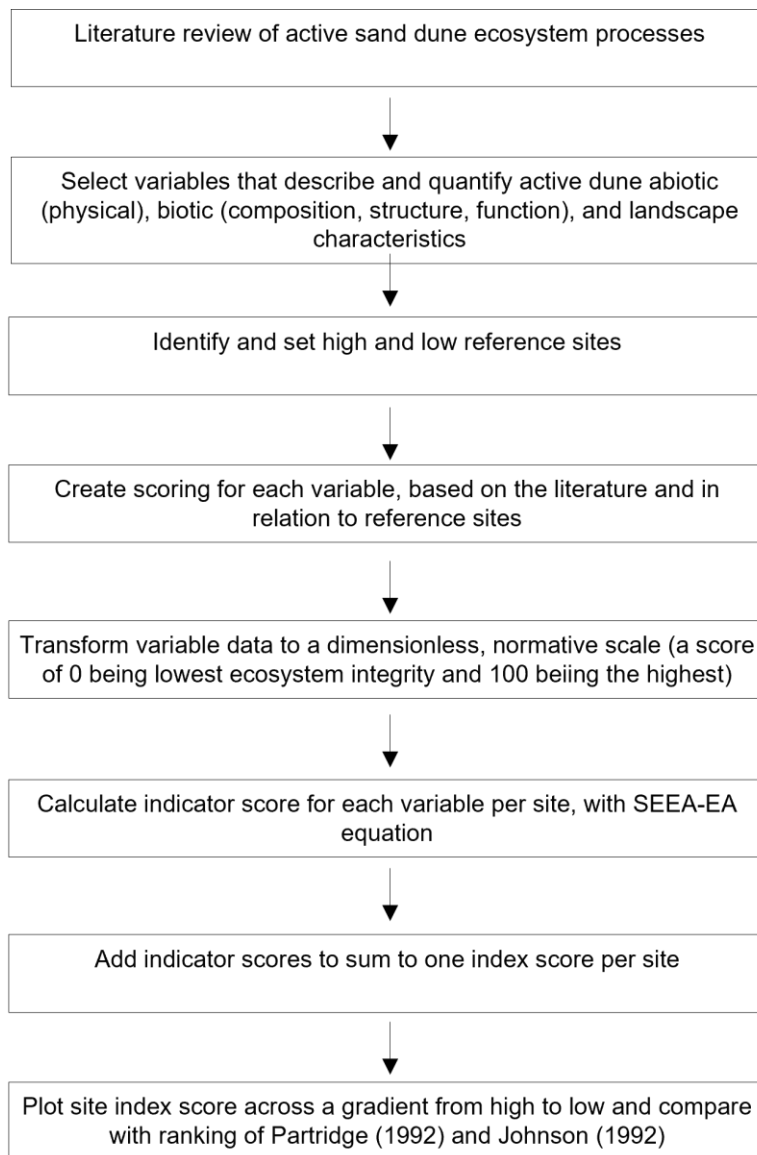 Literature review of active sand dune ecosystem processes
Select variables that describe and quantify active dune abiotic
(physical), biotic (composition, structure, function), and landscape
characteristics
Identify and set high and low reference sites
Create scoring for each variable, based on the literature and in
relation to reference sites
Transform variable data to a dimensionless, normative scale (a score
of 0 being lowest ecosystem integrity and 100 beiing the highest)
Calculate indicator score for each variable per site, with SEEA-EA
equation
Add indicator scores to sum to one index score per site
Plot site index score across a gradient from high to low and compare
with ranking of Partridge (1992) and Johnson (1992)